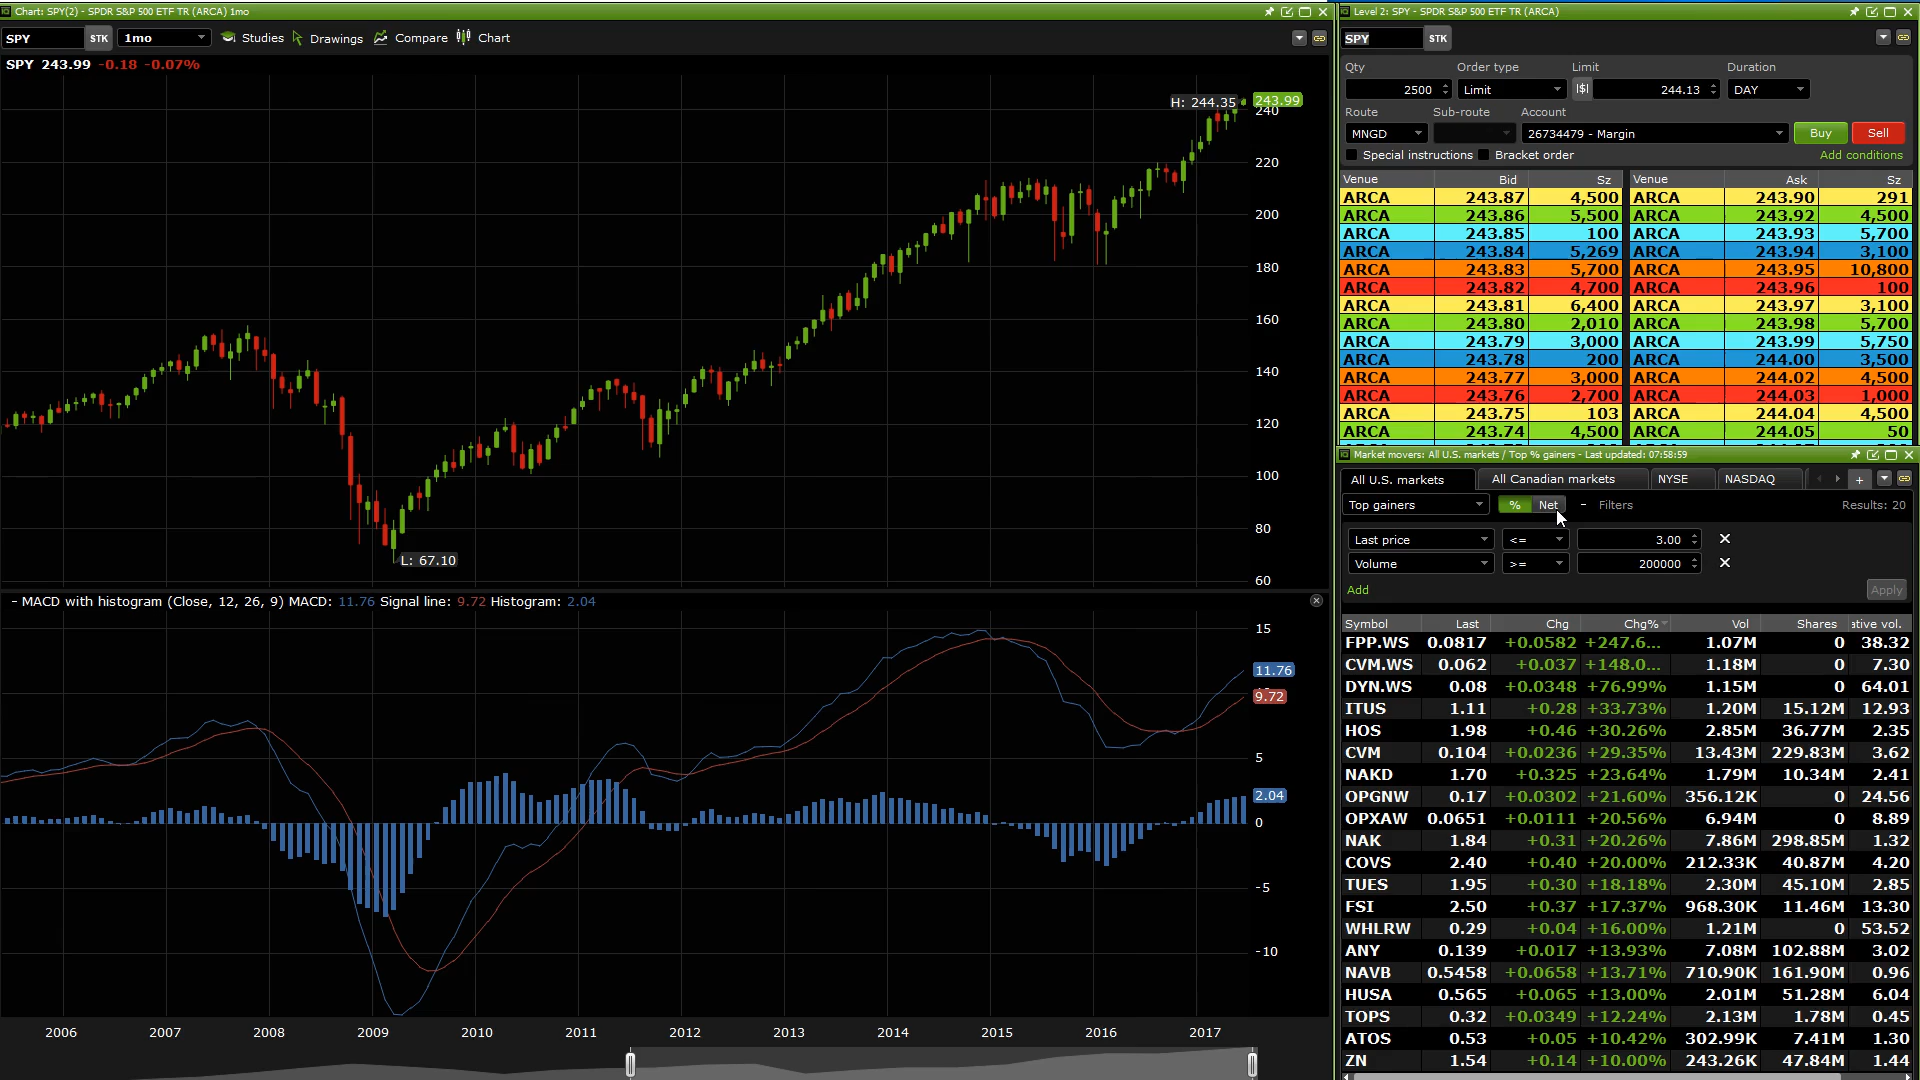 Chart: SPY(2) - SPDR S&P 500 ETF TR (ARCA) 1mo
SPY STK 1mo Studies Drawings Compare Chart
SPY 243.99 -0.18 -0.07%
H: 244.35 243.99
240
220
200
180
160
140
120
100
80
60
L: 67.10
- MACD with histogram (Close, 12, 26, 9) MACD: 11.76 Signal line: 9.72 Histogram: 2.04
15
11.76
9.72
5
2.04
0
-5
-10
2006 2007 2008 2009 2010 2011 2012 2013 2014 2015 2016 2017
Level 2: SPY - SPDR S&P 500 ETF TR (ARCA)
SPY STK
Qty Order type Limit Duration
2500 Limit |$| 244.13 DAY
Route Sub-route Account
MNGD 26734479 - Margin Buy Sell
Special instructions Bracket order Add conditions
Venue Bid Sz Venue Ask Sz
ARCA 243.87 4,500 ARCA 243.90 291
ARCA 243.86 5,500 ARCA 243.92 4,500
ARCA 243.85 100 ARCA 243.93 5,700
ARCA 243.84 5,269 ARCA 243.94 3,100
ARCA 243.83 5,700 ARCA 243.95 10,800
ARCA 243.82 4,700 ARCA 243.96 100
ARCA 243.81 6,400 ARCA 243.97 3,100
ARCA 243.80 2,010 ARCA 243.98 5,700
ARCA 243.79 3,000 ARCA 243.99 5,750
ARCA 243.78 200 ARCA 244.00 3,500
ARCA 243.77 3,000 ARCA 244.02 4,500
ARCA 243.76 2,700 ARCA 244.03 1,000
ARCA 243.75 103 ARCA 244.04 4,500
ARCA 243.74 4,500 ARCA 244.05 50
Market movers: All U.S. markets / Top % gainers - Last updated: 07:58:59
All U.S. markets All Canadian markets NYSE NASDAQ +
Top gainers % Net - Filters Results: 20
Last price <= 3.00
Volume >= 200000
Add Apply
Symbol Last Chg Chg% Vol Shares ative vol.
FPP.WS 0.0817 +0.0582 +247.6... 1.07M 0 38.32
CVM.WS 0.062 +0.037 +148.0... 1.18M 0 7.30
DYN.WS 0.08 +0.0348 +76.99% 1.15M 0 64.01
ITUS 1.11 +0.28 +33.73% 1.20M 15.12M 12.93
HOS 1.98 +0.46 +30.26% 2.85M 36.77M 2.35
CVM 0.104 +0.0236 +29.35% 13.43M 229.83M 3.62
NAKD 1.70 +0.325 +23.64% 1.79M 10.34M 2.41
OPGNW 0.17 +0.0302 +21.60% 356.12K 0 24.56
OPXAW 0.0651 +0.0111 +20.56% 6.94M 0 8.89
NAK 1.84 +0.31 +20.26% 7.86M 298.85M 1.32
COVS 2.40 +0.40 +20.00% 212.33K 40.87M 4.20
TUES 1.95 +0.30 +18.18% 2.30M 45.10M 2.85
FSI 2.50 +0.37 +17.37% 968.30K 11.46M 13.30
WHLRW 0.29 +0.04 +16.00% 1.21M 0 53.52
ANY 0.139 +0.017 +13.93% 7.08M 102.88M 3.02
NAVB 0.5458 +0.0658 +13.71% 710.90K 161.90M 0.96
HUSA 0.565 +0.065 +13.00% 2.01M 51.28M 6.04
TOPS 0.32 +0.0349 +12.24% 2.13M 1.78M 0.45
ATOS 0.53 +0.05 +10.42% 302.99K 7.41M 1.30
ZN 1.54 +0.14 +10.00% 243.26K 47.84M 1.44